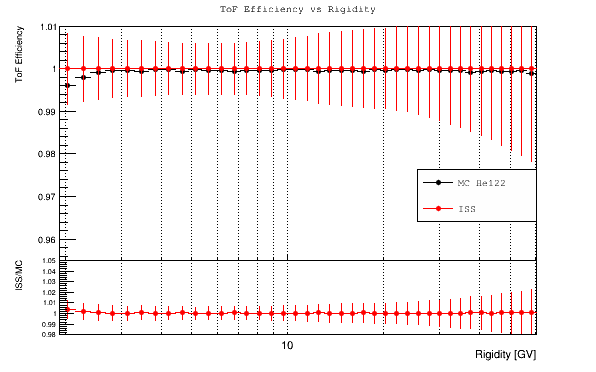 ToF Efficiency vs Rigidity
ToF Efficiency
1.01
1
0.99
0.98
0.97
0.96
MC He122
ISS
ISS/MC
1.05
1.04
1.03
1.02
1.01
1
0.99
0.98
10
Rigidity [GV]